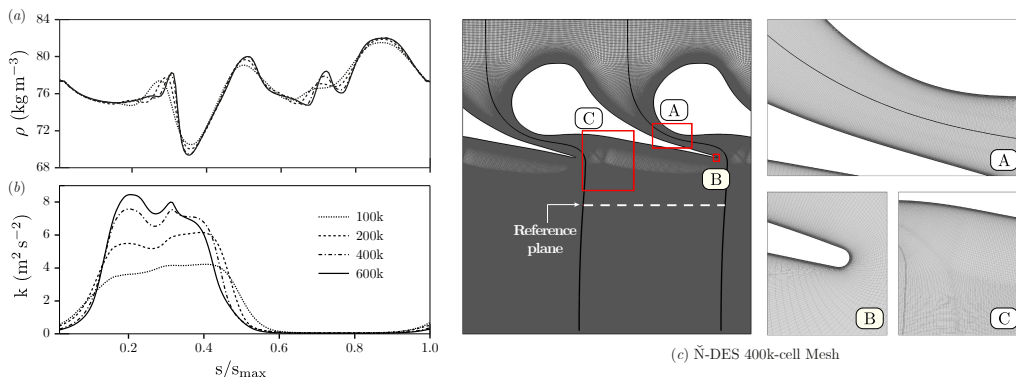 (a)
84
80
76
72
68
ρ (kg m⁻³)
(b)
8
6
4
2
0
k (m² s⁻²)
100k
200k
400k
600k
0.2
0.4
0.6
0.8
1.0
s/s_max
C
A
B
Reference
plane
A
B
C
(c) Ň-DES 400k-cell Mesh